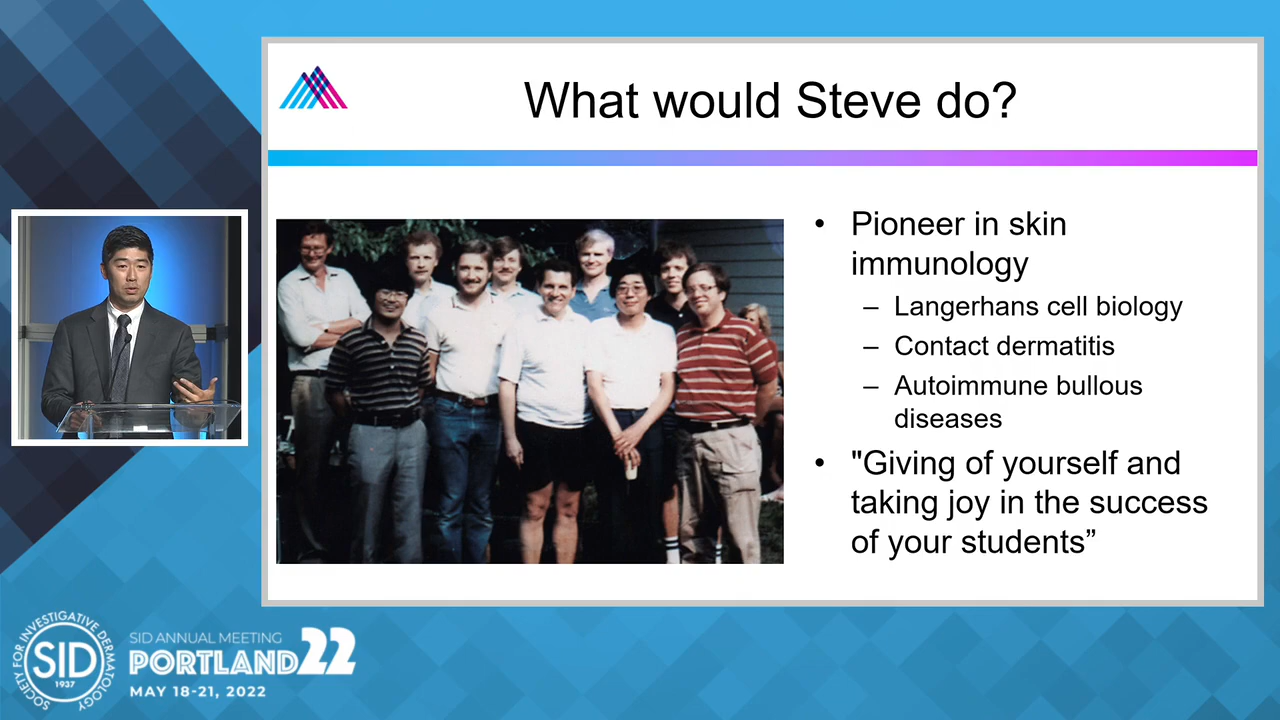 What would Steve do?
• Pioneer in skin
immunology
– Langerhans cell biology
– Contact dermatitis
– Autoimmune bullous
diseases
• "Giving of yourself and
taking joy in the success
of your students”
SOCIETY FOR INVESTIGATIVE DERMATOLOGY
SID
1937
SID ANNUAL MEETING
PORTLAND22
MAY 18-21, 2022